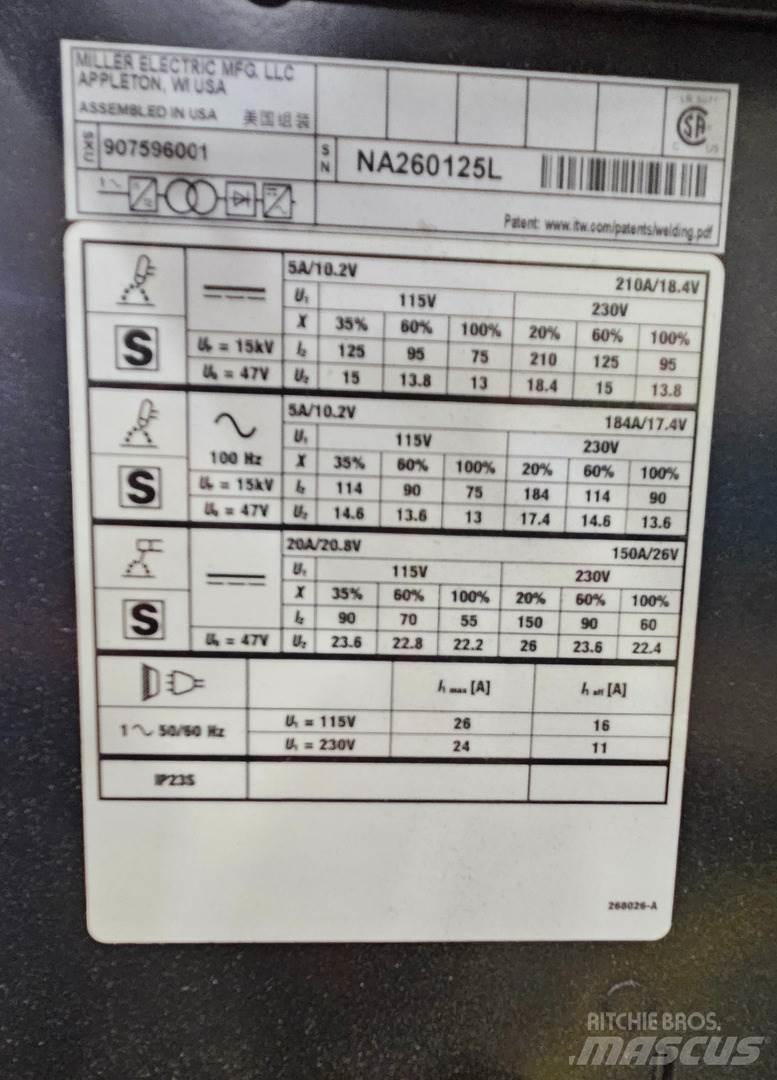 MILLER ELECTRIC MFG. LLC
APPLETON, WI USA
ASSEMBLED IN USA 美国组装
SKU 907596001
SN NA260125L
Patent: www.itw.com/patents/welding.pdf
5A/10.2V 210A/18.4V
U₁ 115V 230V
X 35% 60% 100% 20% 60% 100%
Uₚ = 15kV I₂ 125 95 75 210 125 95
U₀ = 47V U₂ 15 13.8 13 18.4 15 13.8
S
5A/10.2V 184A/17.4V
U₁ 115V 230V
100 Hz X 35% 60% 100% 20% 60% 100%
Uₚ = 15kV I₂ 114 90 75 184 114 90
U₀ = 47V U₂ 14.6 13.6 13 17.4 14.6 13.6
S
20A/20.8V 150A/26V
U₁ 115V 230V
X 35% 60% 100% 20% 60% 100%
I₂ 90 70 55 150 90 60
U₀ = 47V U₂ 23.6 22.8 22.2 26 23.6 22.4
S
I₁ max [A] I₁ eff [A]
1 ~ 50/60 Hz
U₁ = 115V 26 16
U₁ = 230V 24 11
IP23S
268026-A
RITCHIE BROS.
MASCUS